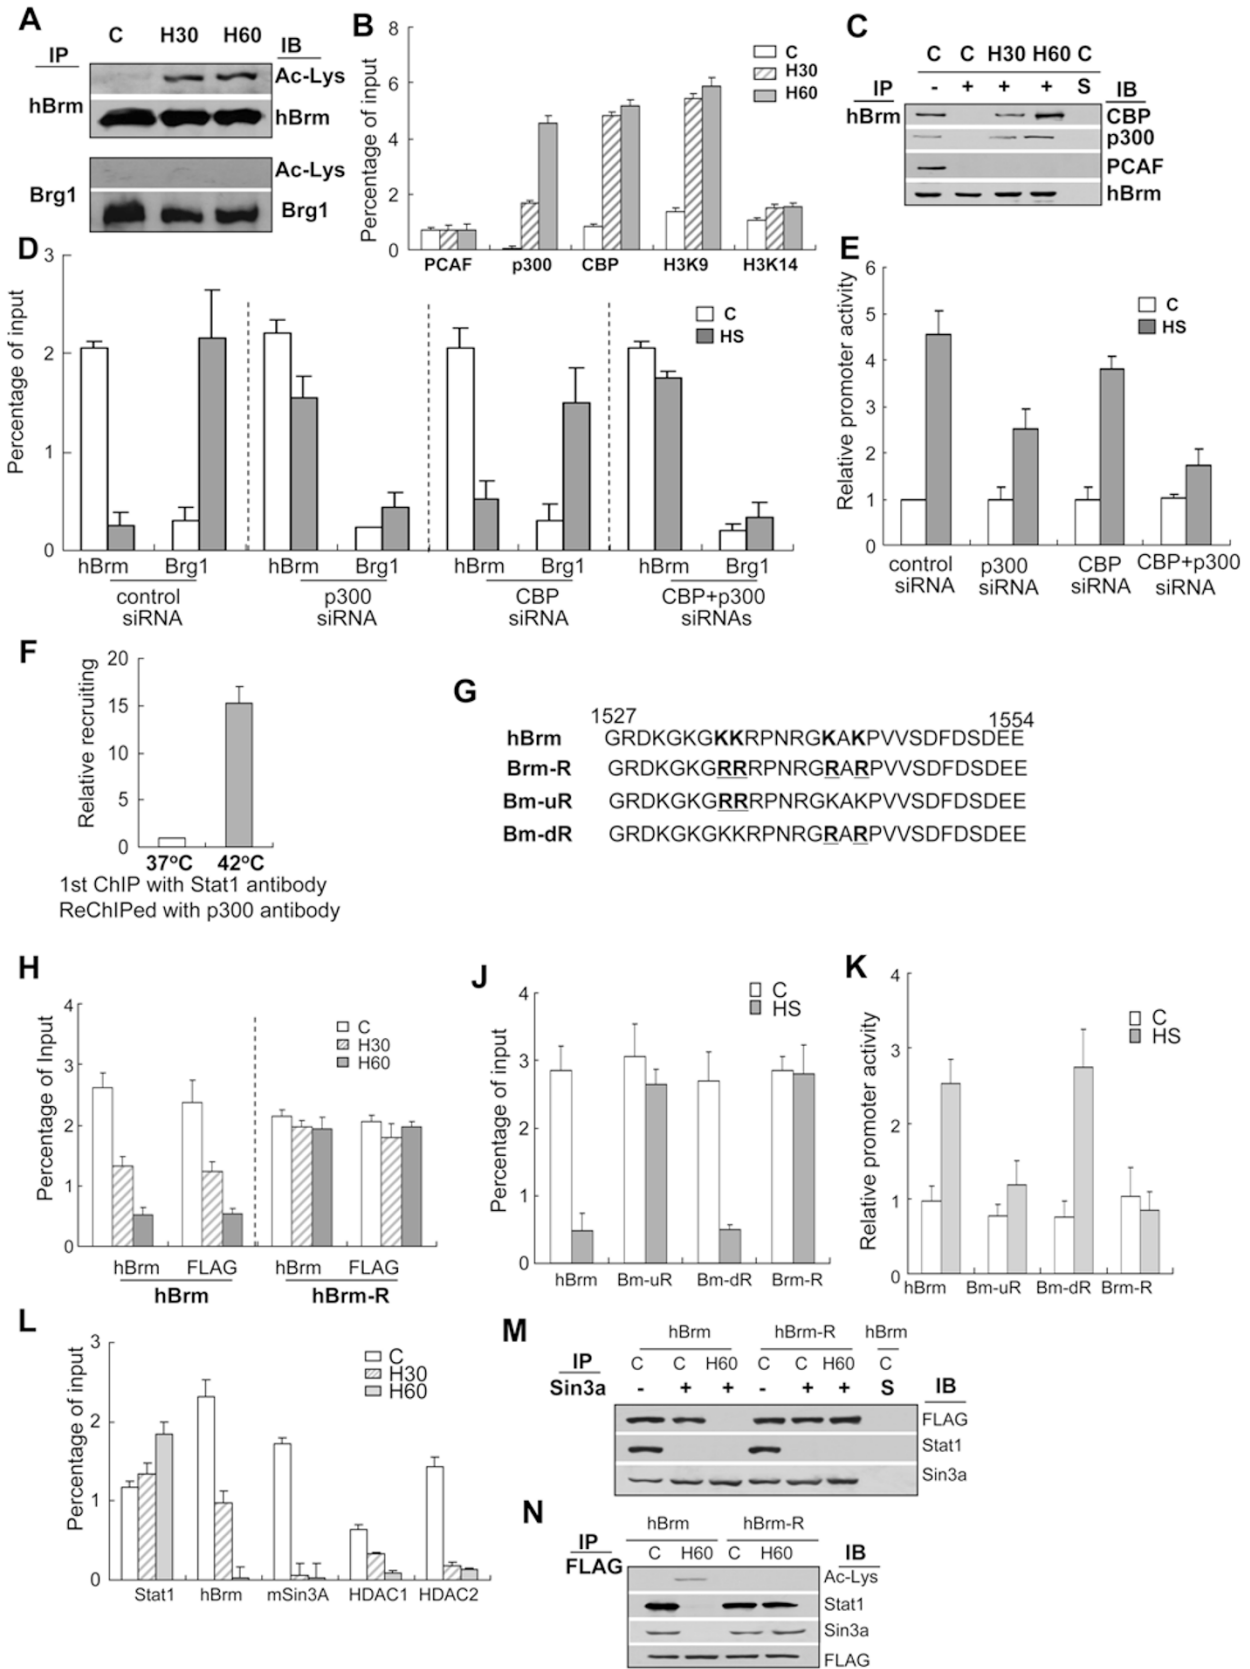 A
C H30 H60
IP
IB
hBrm
Ac-Lys
hBrm
Brg1
Ac-Lys
Brg1
B
Percentage of input
8
6
4
2
0
C
H30
H60
PCAF p300 CBP H3K9 H3K14
C
C C H30 H60 C
IP - + + + S IB
hBrm
CBP
p300
PCAF
hBrm
D
Percentage of input
3
2
1
0
C
HS
hBrm Brg1 hBrm Brg1 hBrm Brg1 hBrm Brg1
control siRNA
p300 siRNA
CBP siRNA
CBP+p300 siRNAs
E
Relative promoter activity
6
5
4
3
2
1
0
C
HS
control siRNA
p300 siRNA
CBP siRNA
CBP+p300 siRNA
F
Relative recruiting
20
15
10
5
0
37°C 42°C
1st ChIP with Stat1 antibody
ReChIPed with p300 antibody
G
1527 1554
hBrm GRDKGKGKKRPNRGKAKPVVSDFDSDEE
Brm-R GRDKGKGRRRPNRGRARPVVSDFDSDEE
Bm-uR GRDKGKGRRRPNRGKAKPVVSDFDSDEE
Bm-dR GRDKGKGKKRPNRGRARPVVSDFDSDEE
H
Percentage of Input
4
3
2
1
0
C
H30
H60
hBrm FLAG hBrm FLAG
hBrm hBrm-R
J
Percentage of input
4
3
2
1
0
C
HS
hBrm Bm-uR Bm-dR Brm-R
K
Relative promoter activity
4
3
2
1
0
C
HS
hBrm Bm-uR Bm-dR Brm-R
L
Percentage of input
3
2
1
0
C
H30
H60
Stat1 hBrm mSin3A HDAC1 HDAC2
M
hBrm hBrm-R hBrm
IP C C H60 C C H60 C
Sin3a - + + - + + S IB
FLAG
Stat1
Sin3a
N
hBrm hBrm-R
IP
FLAG
C H60 C H60 IB
Ac-Lys
Stat1
Sin3a
FLAG